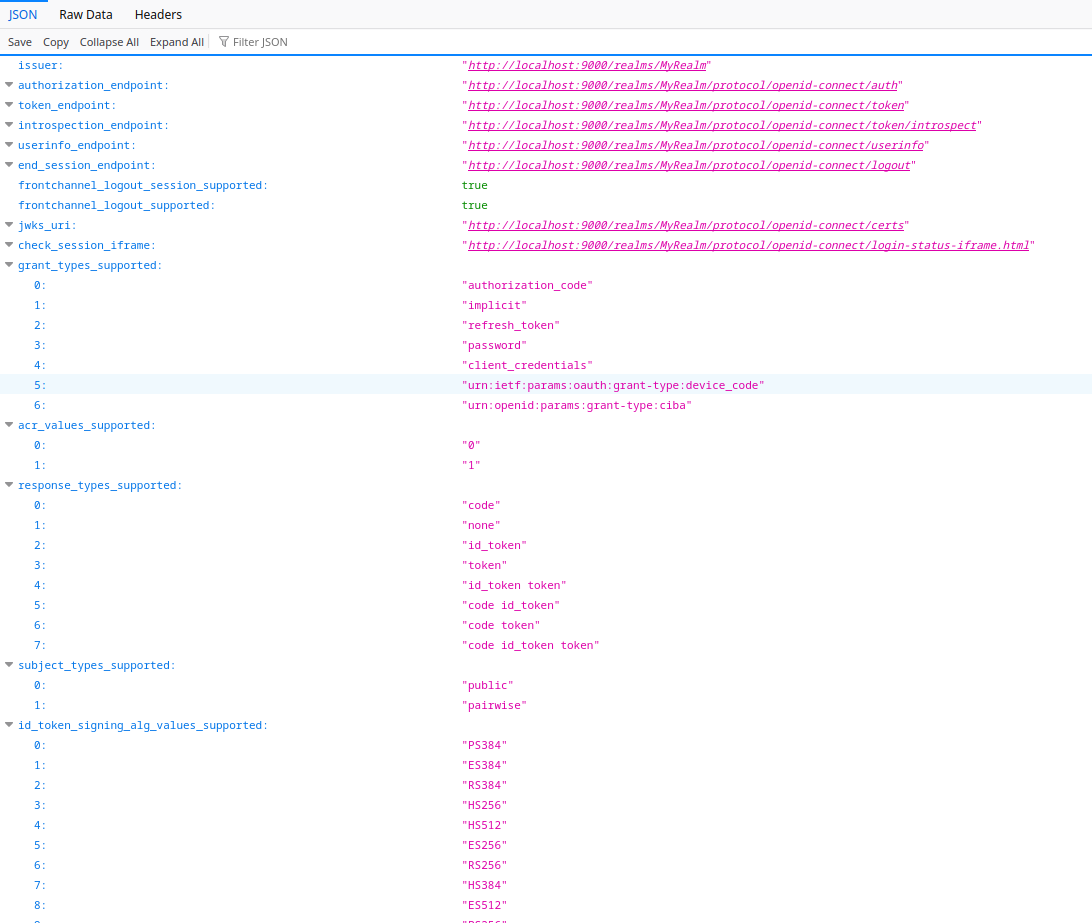 JSON Raw Data Headers
Save Copy Collapse All Expand All Filter JSON
issuer: "http://localhost:9000/realms/MyRealm"
authorization_endpoint: "http://localhost:9000/realms/MyRealm/protocol/openid-connect/auth"
token_endpoint: "http://localhost:9000/realms/MyRealm/protocol/openid-connect/token"
introspection_endpoint: "http://localhost:9000/realms/MyRealm/protocol/openid-connect/token/introspect"
userinfo_endpoint: "http://localhost:9000/realms/MyRealm/protocol/openid-connect/userinfo"
end_session_endpoint: "http://localhost:9000/realms/MyRealm/protocol/openid-connect/logout"
frontchannel_logout_session_supported: true
frontchannel_logout_supported: true
jwks_uri: "http://localhost:9000/realms/MyRealm/protocol/openid-connect/certs"
check_session_iframe: "http://localhost:9000/realms/MyRealm/protocol/openid-connect/login-status-iframe.html"
grant_types_supported:
0: "authorization_code"
1: "implicit"
2: "refresh_token"
3: "password"
4: "client_credentials"
5: "urn:ietf:params:oauth:grant-type:device_code"
6: "urn:openid:params:grant-type:ciba"
acr_values_supported:
0: "0"
1: "1"
response_types_supported:
0: "code"
1: "none"
2: "id_token"
3: "token"
4: "id_token token"
5: "code id_token"
6: "code token"
7: "code id_token token"
subject_types_supported:
0: "public"
1: "pairwise"
id_token_signing_alg_values_supported:
0: "PS384"
1: "ES384"
2: "RS384"
3: "HS256"
4: "HS512"
5: "ES256"
6: "RS256"
7: "HS384"
8: "ES512"